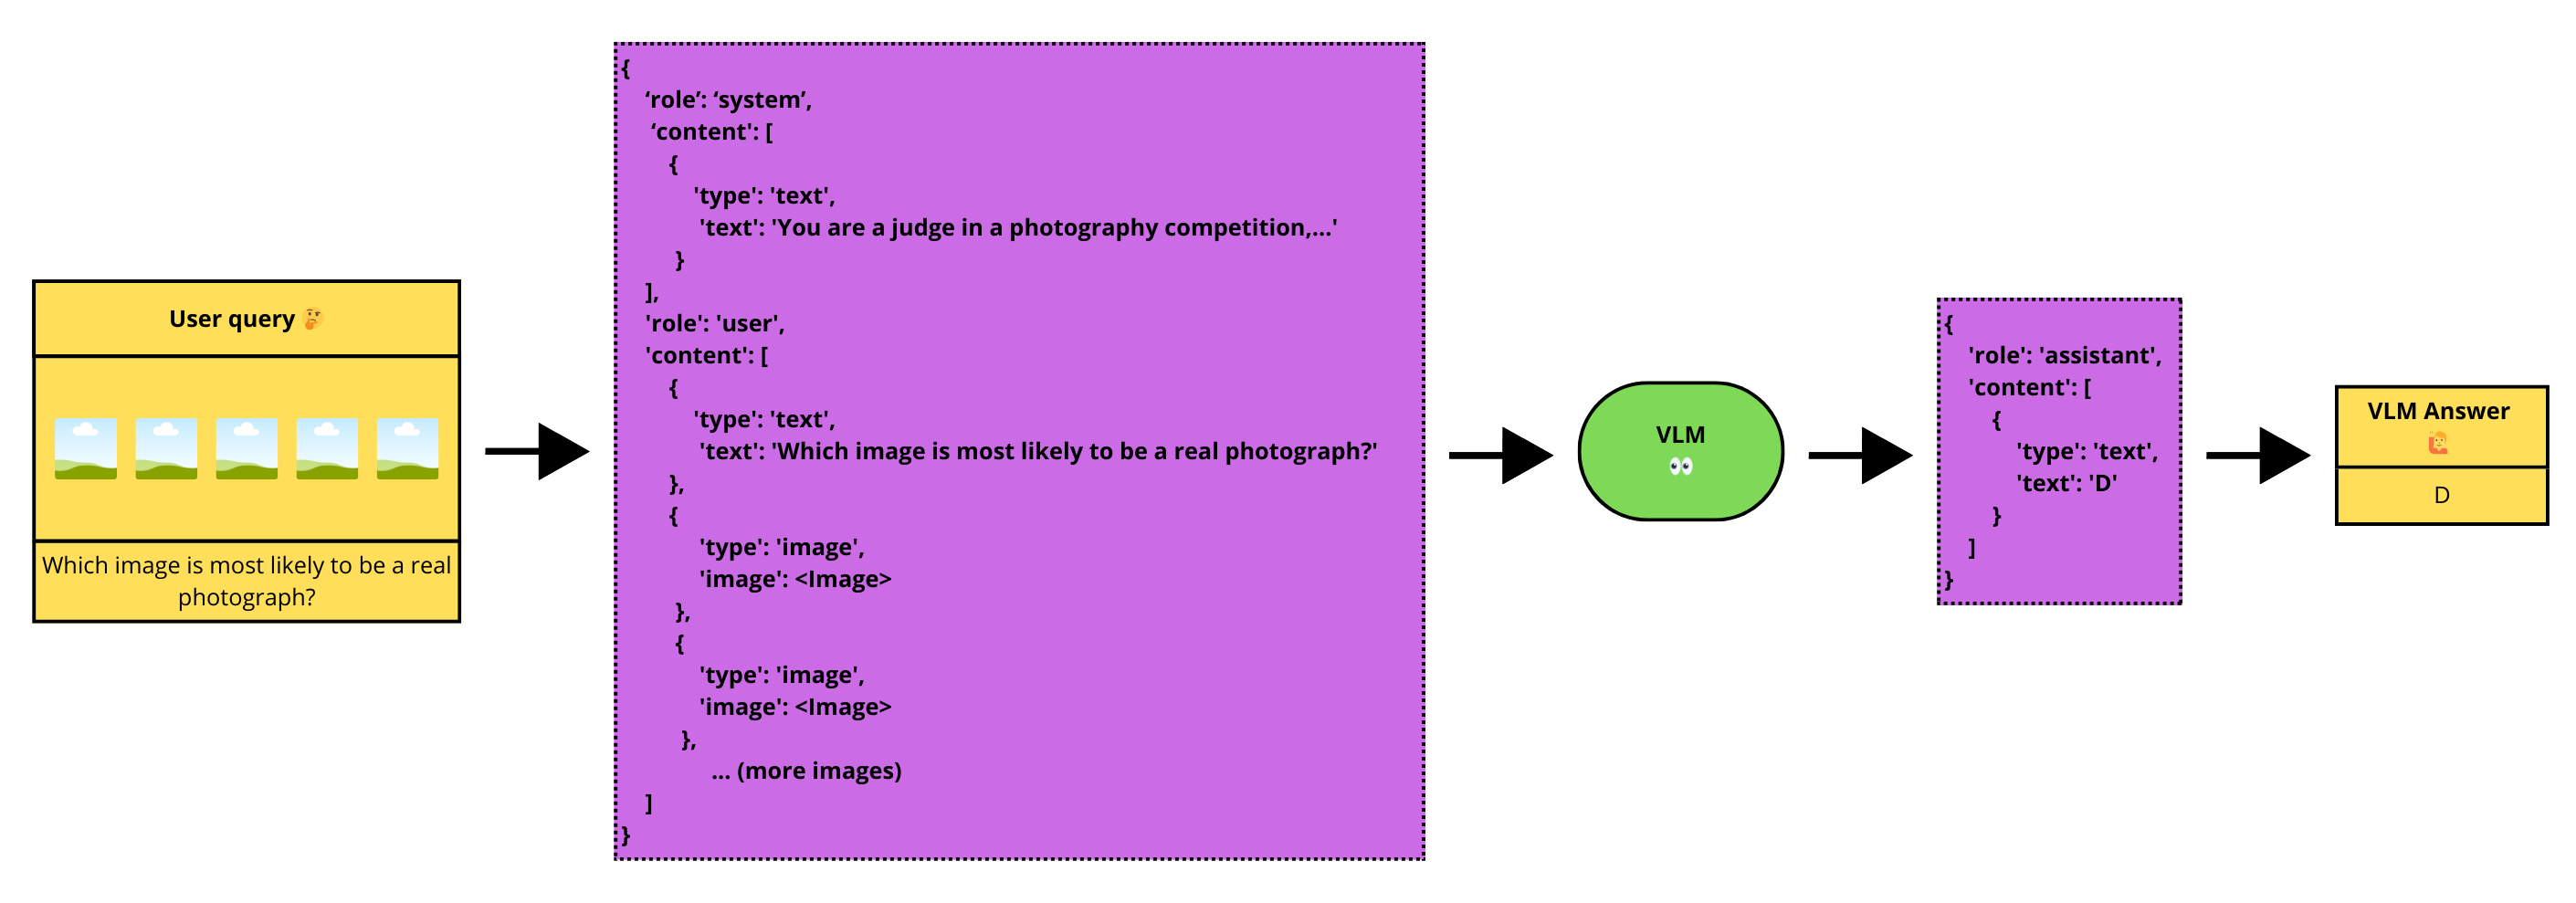 User query 🤔
Which image is most likely to be a real
photograph?
{
‘role’: ‘system’,
‘content': [
{
'type': 'text',
'text': 'You are a judge in a photography competition,...'
}
],
'role': 'user',
'content': [
{
'type': 'text',
'text': 'Which image is most likely to be a real photograph?'
},
{
'type': 'image',
'image': <Image>
},
{
'type': 'image',
'image': <Image>
},
... (more images)
]
}
VLM
👀
{
'role': 'assistant',
'content': [
{
'type': 'text',
'text': 'D'
}
]
}
VLM Answer
🙋
D